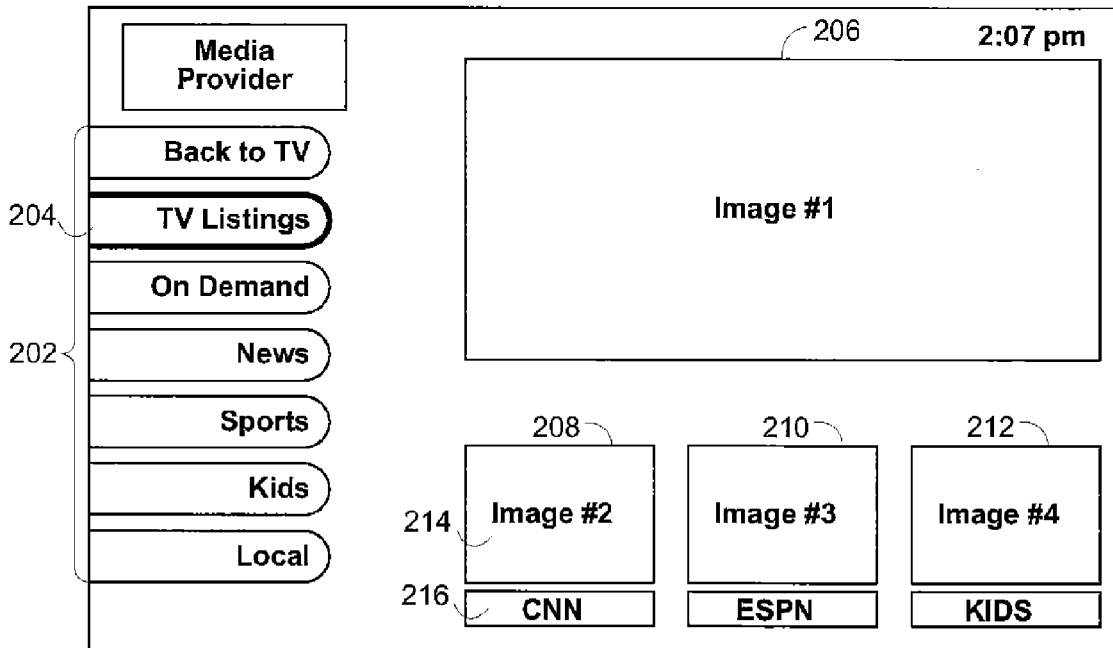 206
2:07 pm
Media
Provider
Back to TV
204
TV Listings
Image #1
On Demand
202
News
Sports
208
210
212
Kids
214
Image #2
Image #3
Image #4
Local
216
CNN
ESPN
KIDS